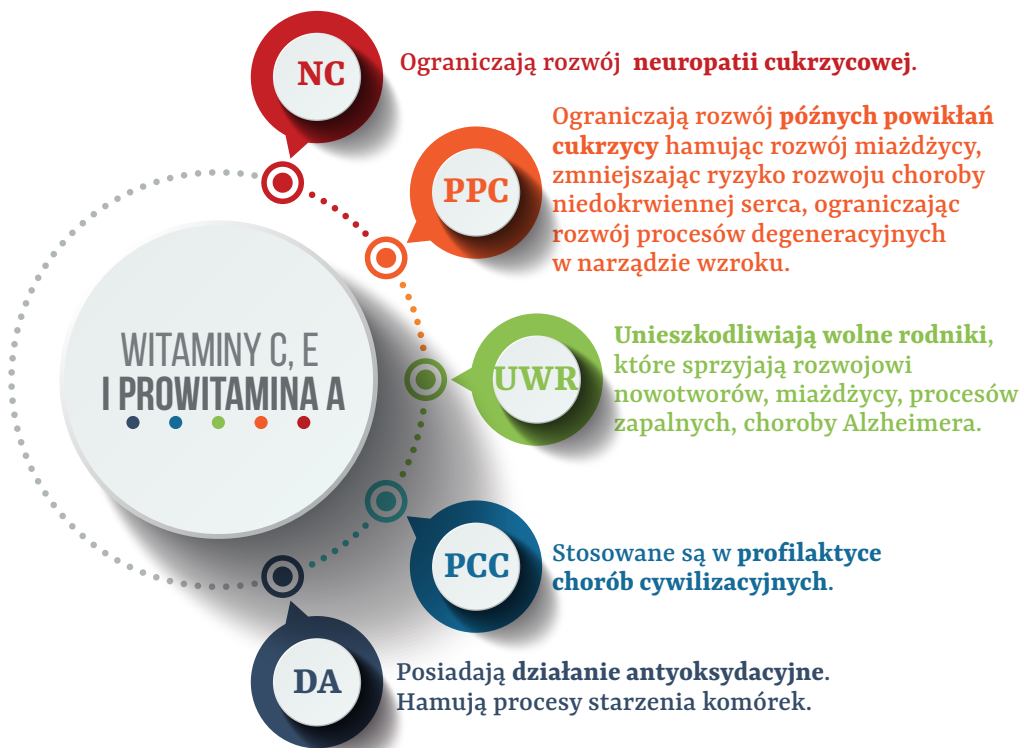 NC
Ograniczają rozwój neuropatii cukrzycowej.
PPC
Ograniczają rozwój późnych powikłań
cukrzycy hamując rozwój miażdżycy,
zmniejszając ryzyko rozwoju choroby
niedokrwiennej serca, ograniczając
rozwój procesów degeneracyjnych
w narządzie wzroku.
WITAMINY C, E
I PROWITAMINA A
UWR
Unieszkodliwiają wolne rodniki,
które sprzyjają rozwojowi
nowotworów, miażdżycy, procesów
zapalnych, choroby Alzheimera.
PCC
Stosowane są w profilaktyce
chorób cywilizacyjnych.
DA
Posiadają działanie antyoksydacyjne.
Hamują procesy starzenia komórek.